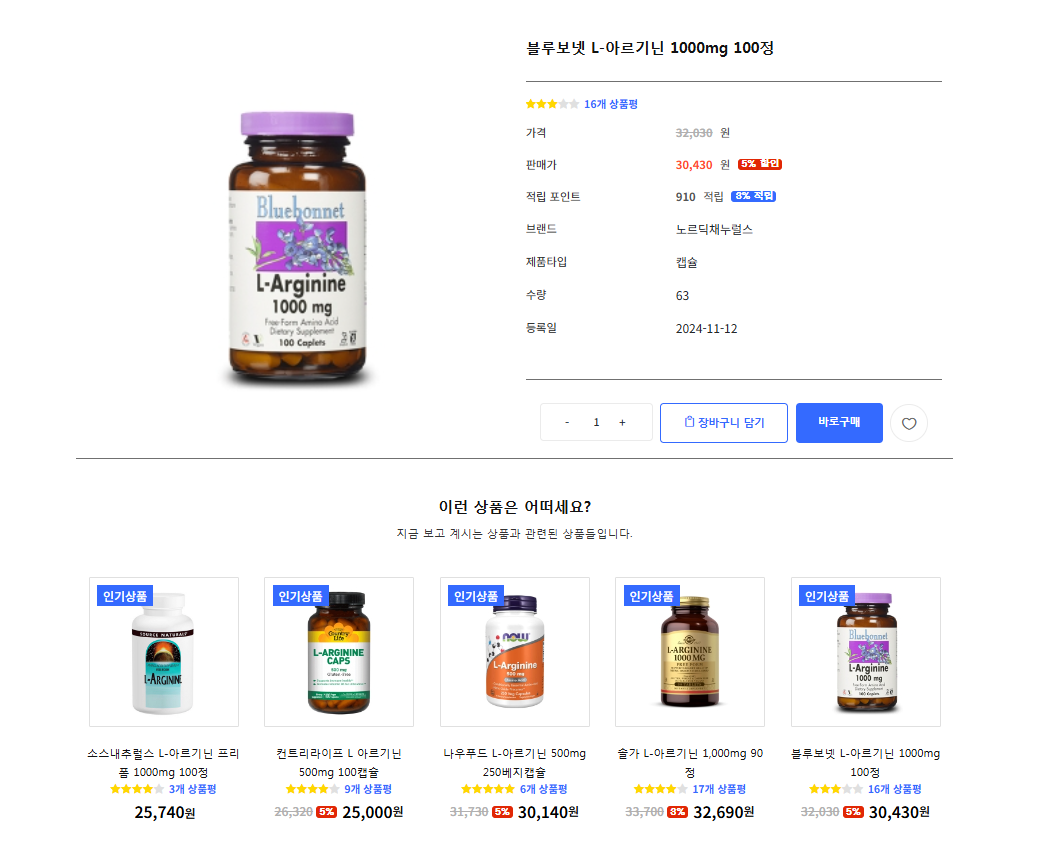 블루보넷 L-아르기닌 1000mg 100정
16개 상품평
가격 32,030 원
판매가 30,430 원 5% 할인
적립 포인트 910 적립 3% 적립
브랜드 노르딕채누럴스
제품타입 캡슐
수량 63
등록일 2024-11-12
Bluebonnet
L-Arginine
1000 mg
Free-Form Amino Acid
Dietary Supplement
100 Caplets
- 1 + 장바구니 담기 바로구매
이런 상품은 어떠세요?
지금 보고 계시는 상품과 관련된 상품들입니다.
인기상품 인기상품 인기상품 인기상품 인기상품
SOURCE NATURALS
L-ARGININE
Country Life
L-ARGININE
CAPS
500 mg
Gluten-Free
NOW
L-Arginine
500 mg
SOLGAR
L-ARGININE
1000 MG
FREE FORM
Bluebonnet
L-Arginine
1000 mg
100 Caplets
소스내추럴스 L-아르기닌 프리
폼 1000mg 100정
3개 상품평
25,740원
컨트리라이프 L 아르기닌
500mg 100캡슐
9개 상품평
26,320 5% 25,000원
나우푸드 L-아르기닌 500mg
250베지캡슐
6개 상품평
31,730 5% 30,140원
솔가 L-아르기닌 1,000mg 90
정
17개 상품평
33,700 3% 32,690원
블루보넷 L-아르기닌 1000mg
100정
16개 상품평
32,030 5% 30,430원